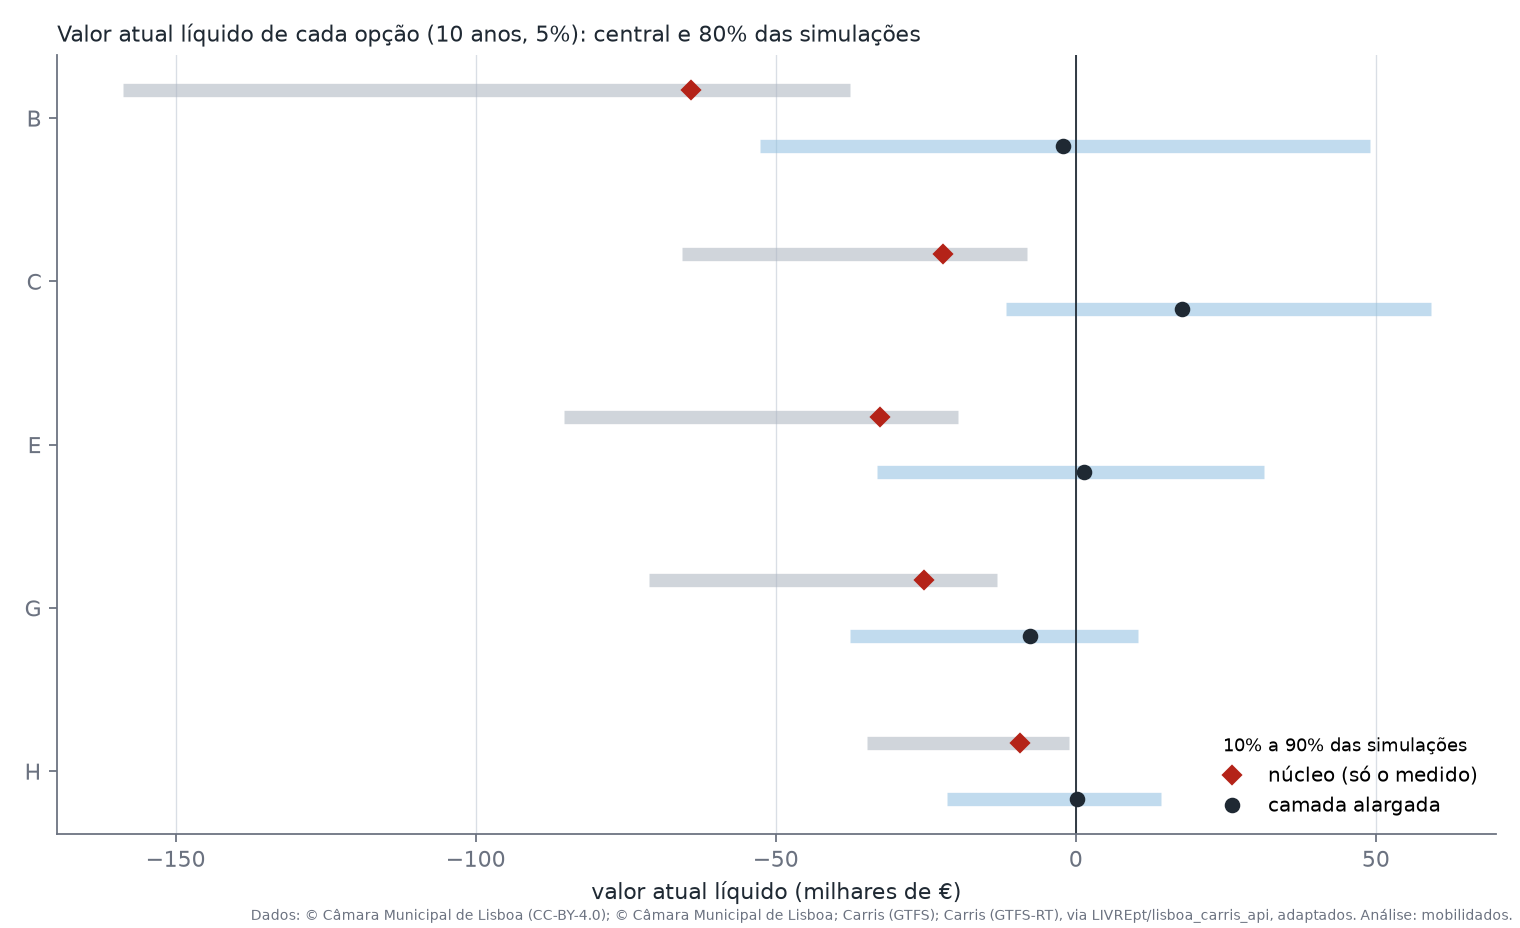 Valor atual líquido de cada opção (10 anos, 5%): central e 80% das simulações
B
C
E
G
H
10% a 90% das simulações
núcleo (só o medido)
camada alargada
−150
−100
−50
0
50
valor atual líquido (milhares de €)
Dados: © Câmara Municipal de Lisboa (CC-BY-4.0); © Câmara Municipal de Lisboa; Carris (GTFS); Carris (GTFS-RT), via LIVREpt/lisboa_carris_api, adaptados. Análise: mobilidados.